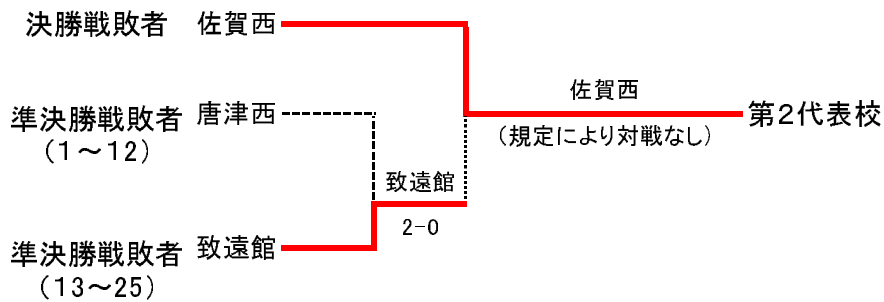 決勝戦敗者 佐賀西
佐賀西
準決勝戦敗者 唐津西
(1～12)
第2代表校
(規定により対戦なし)
致遠館
2-0
準決勝戦敗者 致遠館
(13～25)